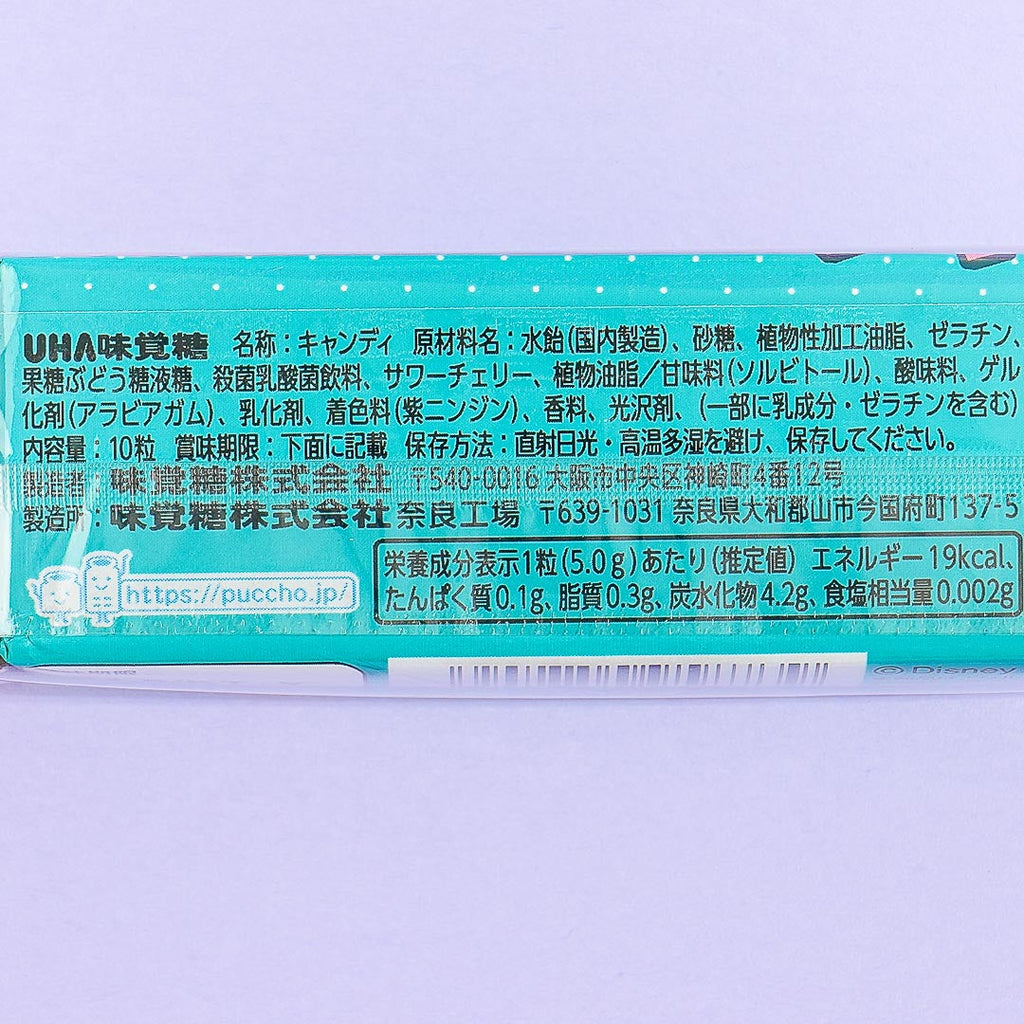 UHA味覚糖 名称：キャンディ 原材料名：水飴（国内製造）、砂糖、植物性加工油脂、ゼラチン、
果糖ぶどう糖液糖、殺菌乳酸菌飲料、サワーチェリー、植物油脂／甘味料（ソルビトール）、酸味料、ゲル
化剤（アラビアガム）、乳化剤、着色料（紫ニンジン）、香料、光沢剤、（一部に乳成分・ゼラチンを含む）
内容量：10粒 賞味期限：下面に記載 保存方法：直射日光・高温多湿を避け、保存してください。
製造者：味覚糖株式会社 〒540-0016 大阪市中央区神崎町4番12号
製造所：味覚糖株式会社 奈良工場 〒639-1031 奈良県大和郡山市今国府町137-5
栄養成分表示1粒（5.0g）あたり（推定値） エネルギー19kcal、
たんぱく質0.1g、脂質0.3g、炭水化物4.2g、食塩相当量0.002g
https://puccho.jp/
© Disney